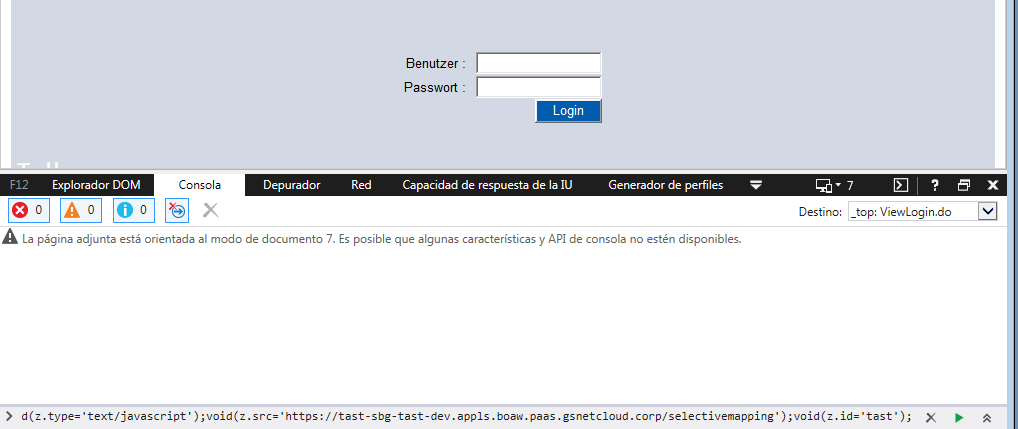 Benutzer :
Passwort :
Login
F12 Explorador DOM Consola Depurador Red Capacidad de respuesta de la IU Generador de perfiles 7 ?
0 0 0 Destino: _top: ViewLogin.do
La página adjunta está orientada al modo de documento 7. Es posible que algunas características y API de consola no estén disponibles.
d(z.type='text/javascript');void(z.src='https://tast-sbg-tast-dev.appls.boaw.paas.gsnetcloud.corp/selectivemapping');void(z.id='tast');